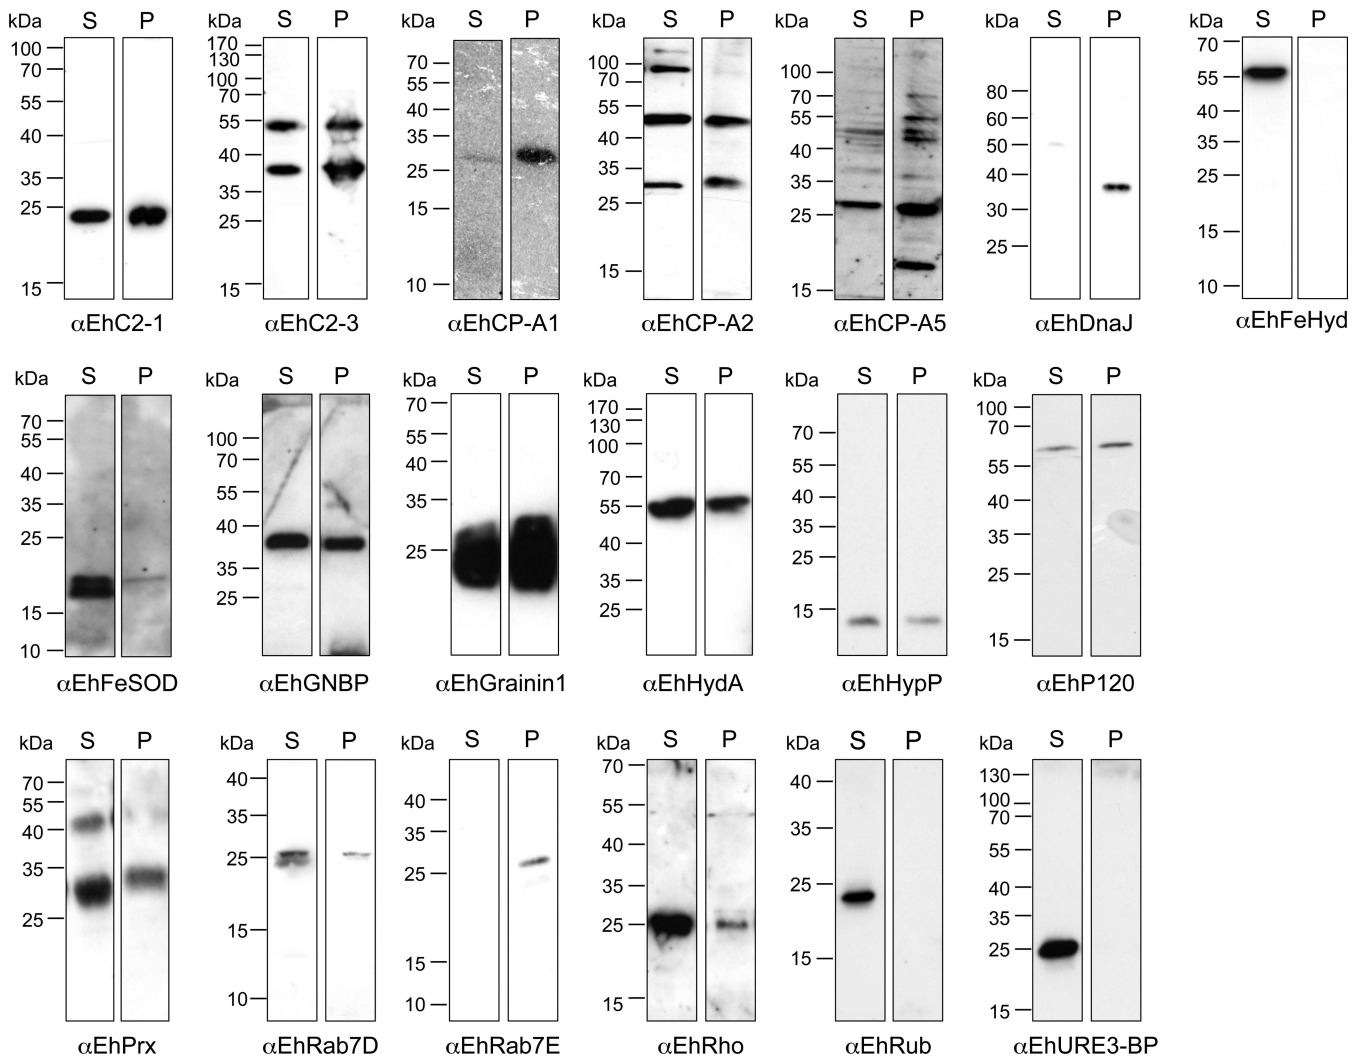 kDa S P kDa S P kDa S P kDa S P kDa S P kDa S P kDa S P
100 70 55 40 35 25 15
170 130 100 70 55 40 35 25 15
70 55 40 35 25 15 10
100 70 55 35 25 15
100 70 55 40 35 25 15
80 60 50 40 30 25
70 55 40 35 25 15 10
αEhC2-1 αEhC2-3 αEhCP-A1 αEhCP-A2 αEhCP-A5 αEhDnaJ αEhFeHyd
kDa S P kDa S P kDa S P kDa S P kDa S P kDa S P
70 55 40 35 25 15 10
100 70 55 40 35 25
70 55 40 35 25
170 130 100 70 55 40 35 25
70 55 40 35 25 15
100 70 55 40 35 25 15
αEhFeSOD αEhGNBP αEhGrainin1 αEhHydA αEhHypP αEhP120
kDa S P kDa S P kDa S P kDa S P kDa S P kDa S P
70 55 40 35 25
40 35 25 15 10
40 35 25 15 10
70 55 40 35 25 15
40 35 25 15
130 100 70 55 40 35 25 15
αEhPrx αEhRab7D αEhRab7E αEhRho αEhRub αEhURE3-BP